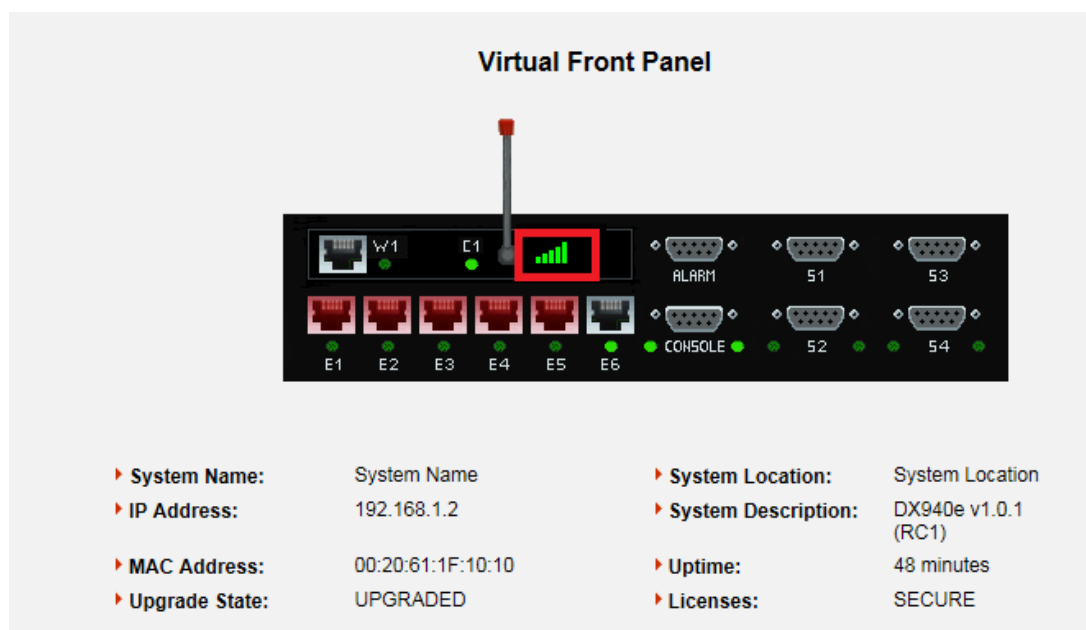 Virtual Front Panel
W1 C1
ALARM S1 S3
CONSOLE S2 S4
E1 E2 E3 E4 E5 E6
System Name: System Name System Location: System Location
IP Address: 192.168.1.2 System Description: DX940e v1.0.1
(RC1)
MAC Address: 00:20:61:1F:10:10 Uptime: 48 minutes
Upgrade State: UPGRADED Licenses: SECURE